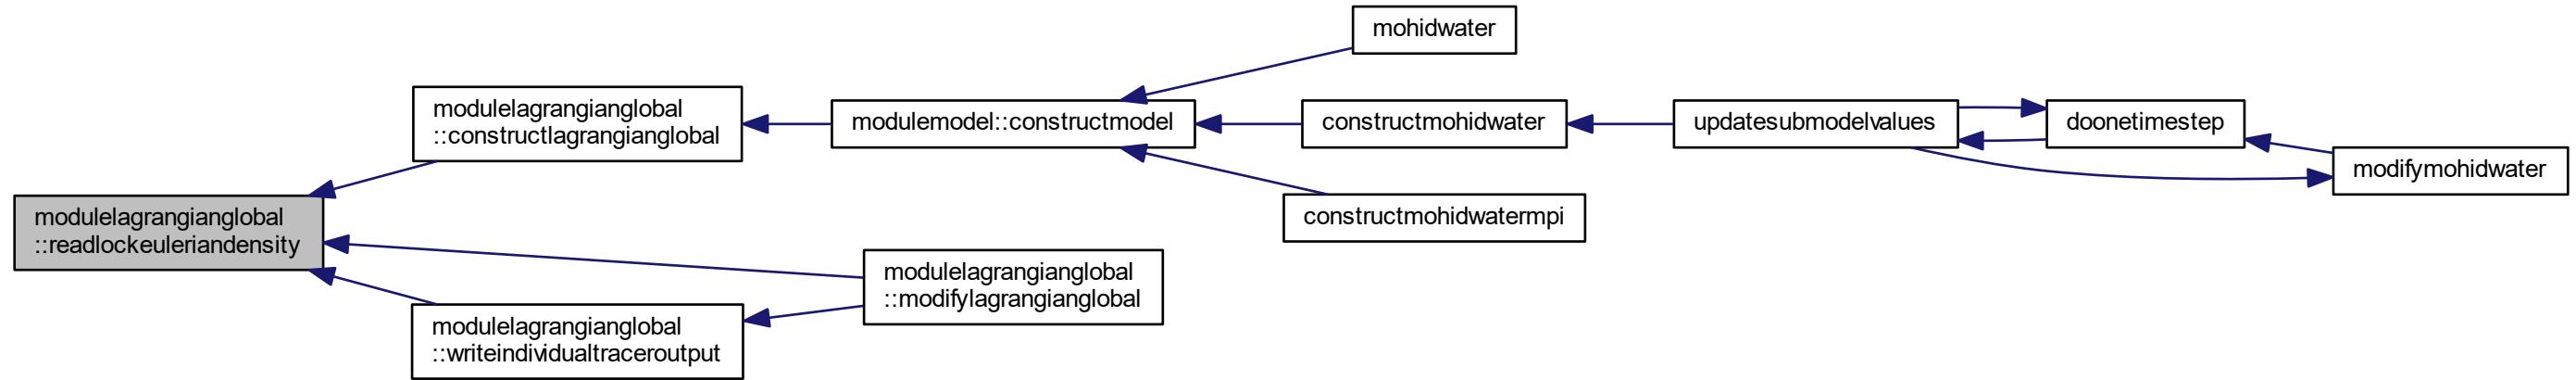 mohidwater
modulelagrangianglobal
::constructlagrangianglobal
modulemodel::constructmodel
constructmohidwater
updatesubmodelvalues
doonetimestep
modifymohidwater
modulelagrangianglobal
::readlockeuleriandensity
constructmohidwatermpi
modulelagrangianglobal
::modifylagrangianglobal
modulelagrangianglobal
::writeindividualtraceroutput